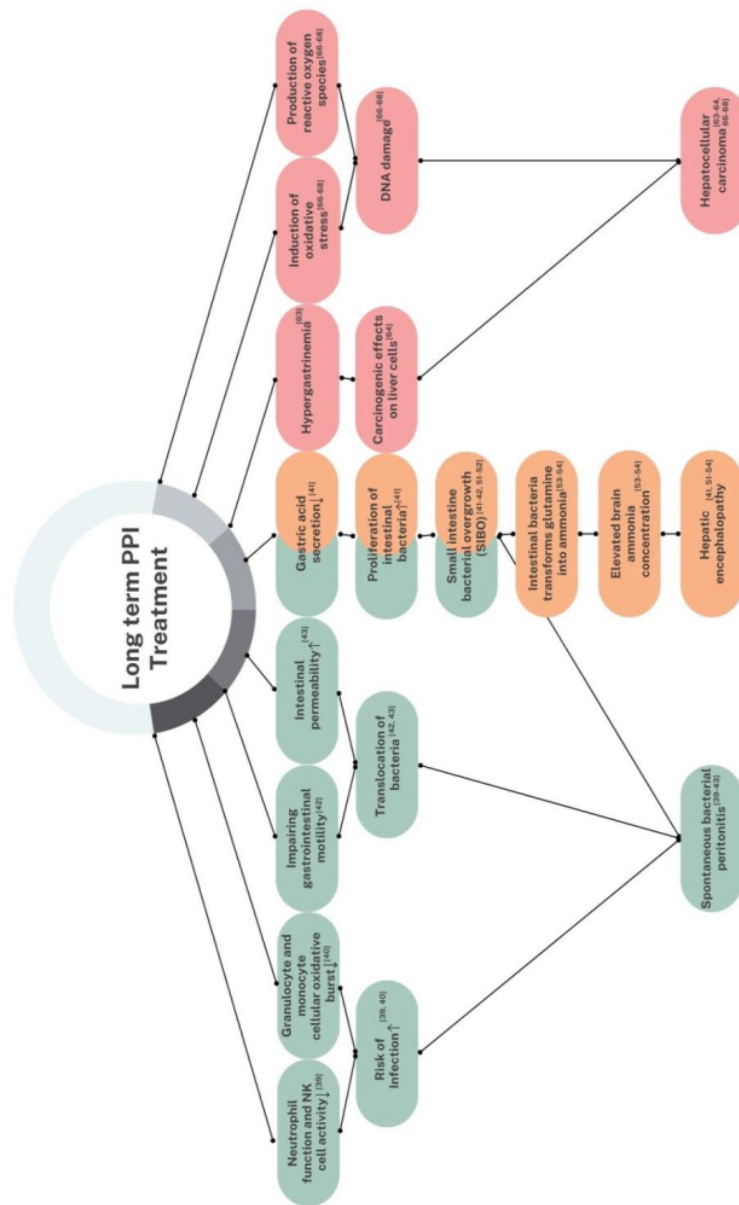 Long term PPI
Treatment
Neutrophil
function and NK
cell activity↓[39]
Granulocyte and
monocyte
cellular oxidative
burst↓[40]
Impairing
gastrointestinal
motility[42]
Intestinal
permeability↑[43]
Gastric acid
secretion↓[41]
Hypergastrinemia[63]
Induction of
oxidative
stress[66-68]
Production of
reactive oxygen
species[66-68]
Risk of
Infection↑[39, 40]
Translocation of
bacteria[42, 43]
Proliferation of
intestinal
bacteria↑[41]
Carcinogenic effects
on liver cells[64]
DNA damage[66-68]
Small intestine
bacterial overgrowth
(SIBO)[41-42, 51-52]
Intestinal bacteria
transforms glutamine
into ammonia[53-54]
Elevated brain
ammonia
concentration[53-54]
Spontaneous bacterial
peritonitis[39-43]
Hepatic
encephalopathy[41, 51-54]
Hepatocellular
carcinoma[63-64,
66-68]